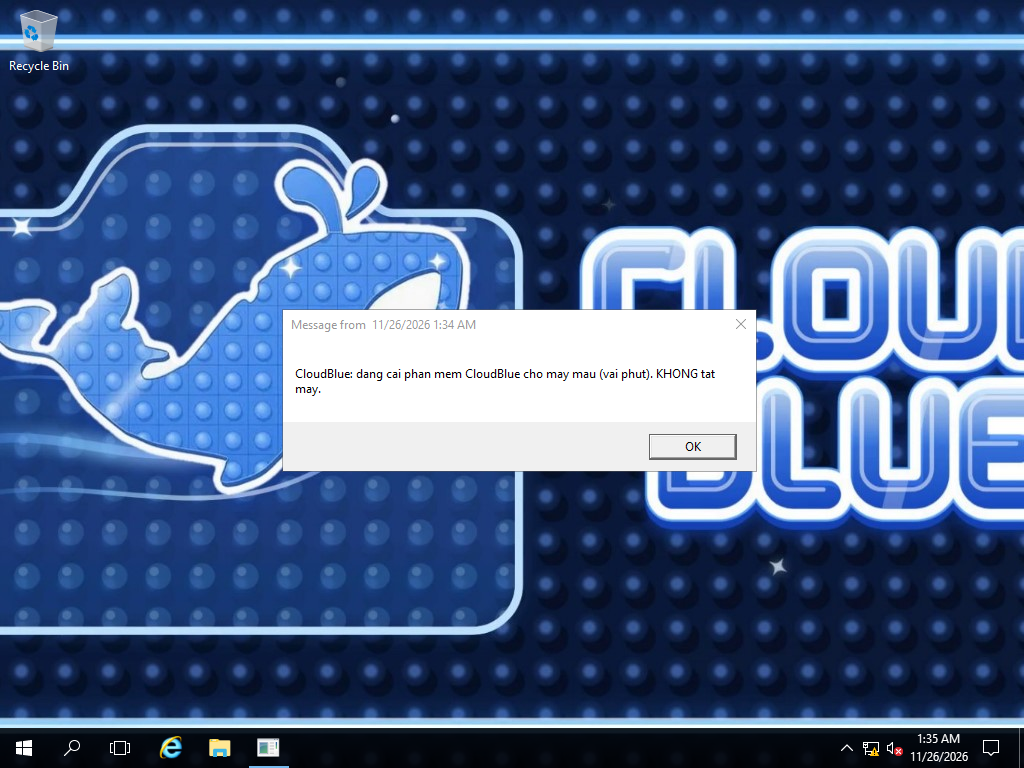 Recycle Bin
CLOUD
BLUE
Message from 11/26/2026 1:34 AM
CloudBlue: dang cai phan mem CloudBlue cho may mau (vai phut). KHONG tat
may.
OK
1:35 AM
11/26/2026